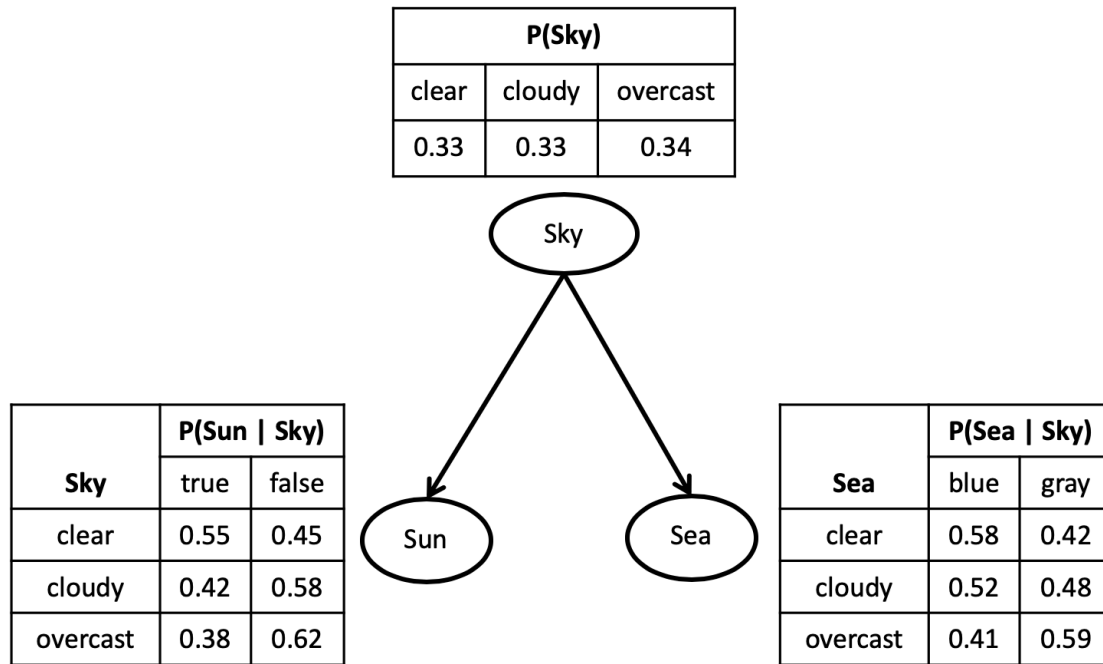 P(Sky)
clear cloudy overcast
0.33 0.33 0.34
Sky
P(Sun | Sky)
Sky true false
clear 0.55 0.45
cloudy 0.42 0.58
overcast 0.38 0.62
Sun
Sea
P(Sea | Sky)
Sea blue gray
clear 0.58 0.42
cloudy 0.52 0.48
overcast 0.41 0.59